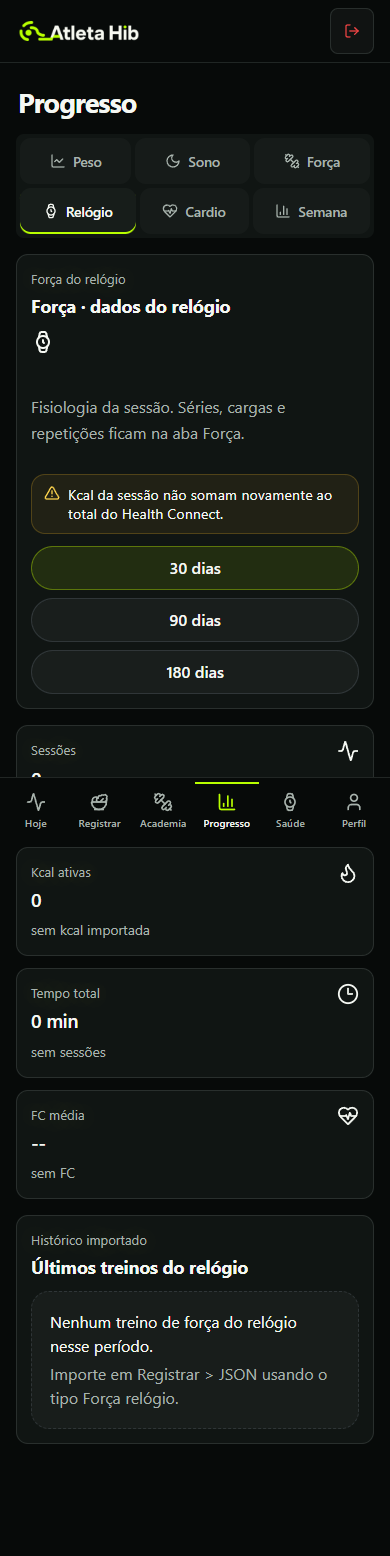 Atleta Hib
Progresso
Peso
Sono
Força
Relógio
Cardio
Semana
Força do relógio
Força · dados do relógio
Fisiologia da sessão. Séries, cargas e
repetições ficam na aba Força.
Kcal da sessão não somam novamente ao
total do Health Connect.
30 dias
90 dias
180 dias
Sessões
Hoje
Registrar
Academia
Progresso
Saúde
Perfil
Kcal ativas
0
sem kcal importada
Tempo total
0 min
sem sessões
FC média
--
sem FC
Histórico importado
Últimos treinos do relógio
Nenhum treino de força do relógio
nesse período.
Importe em Registrar > JSON usando o
tipo Força relógio.